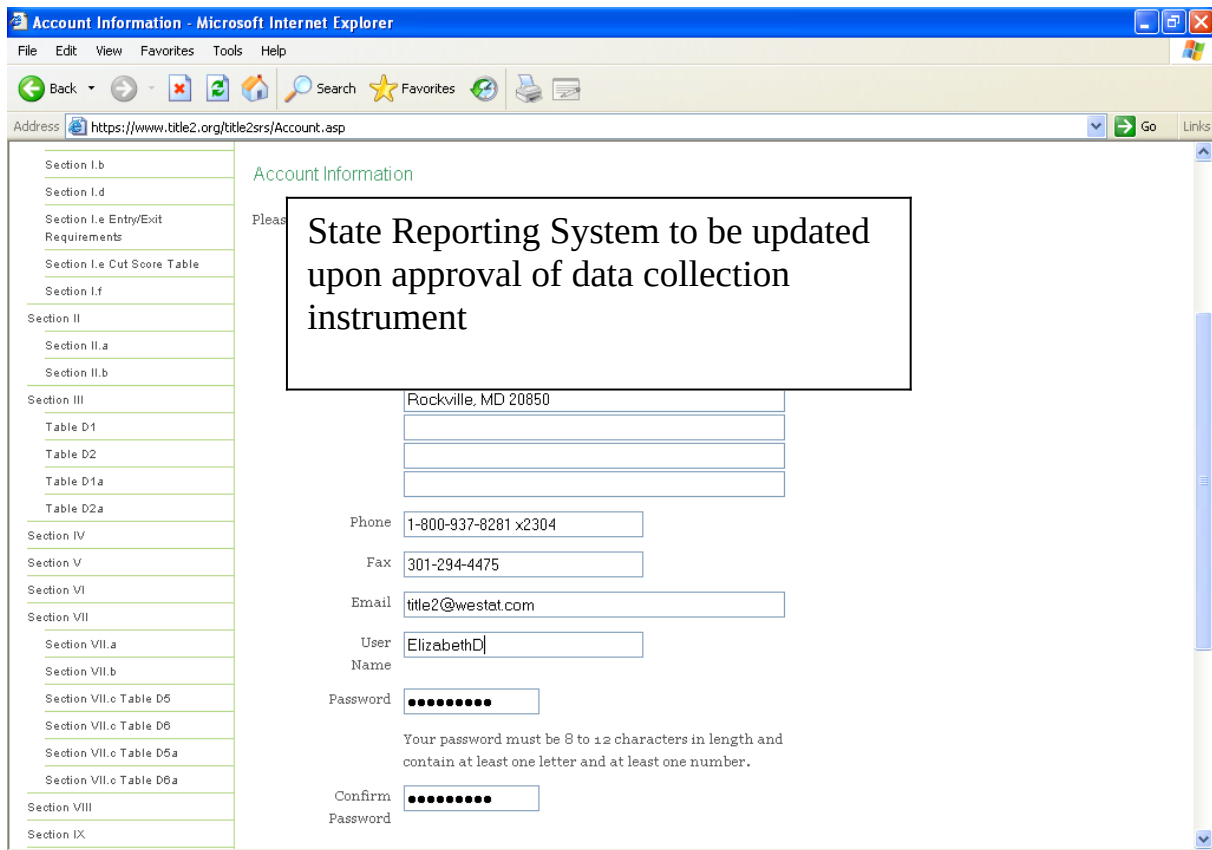 Account Information - Microsoft Internet Explorer
File Edit View Favorites Tools Help
Back Search Favorites
Address https://www.title2.org/title2srs/Account.asp Go Links
Section I.b
Section I.d
Section I.e Entry/Exit
Requirements
Section I.e Cut Score Table
Section I.f
Section II
Section II.a
Section II.b
Section III
Table D1
Table D2
Table D1a
Table D2a
Section IV
Section V
Section VI
Section VII
Section VII.a
Section VII.b
Section VII.c Table D5
Section VII.c Table D6
Section VII.c Table D5a
Section VII.c Table D6a
Section VIII
Section IX
Account Information
State Reporting System to be updated
upon approval of data collection
instrument
Rockville, MD 20850
Phone 1-800-937-8281 x2304
Fax 301-294-4475
Email title2@westat.com
User ElizabethD
Name
Password •••••••••
Your password must be 8 to 12 characters in length and
contain at least one letter and at least one number.
Confirm •••••••••
Password